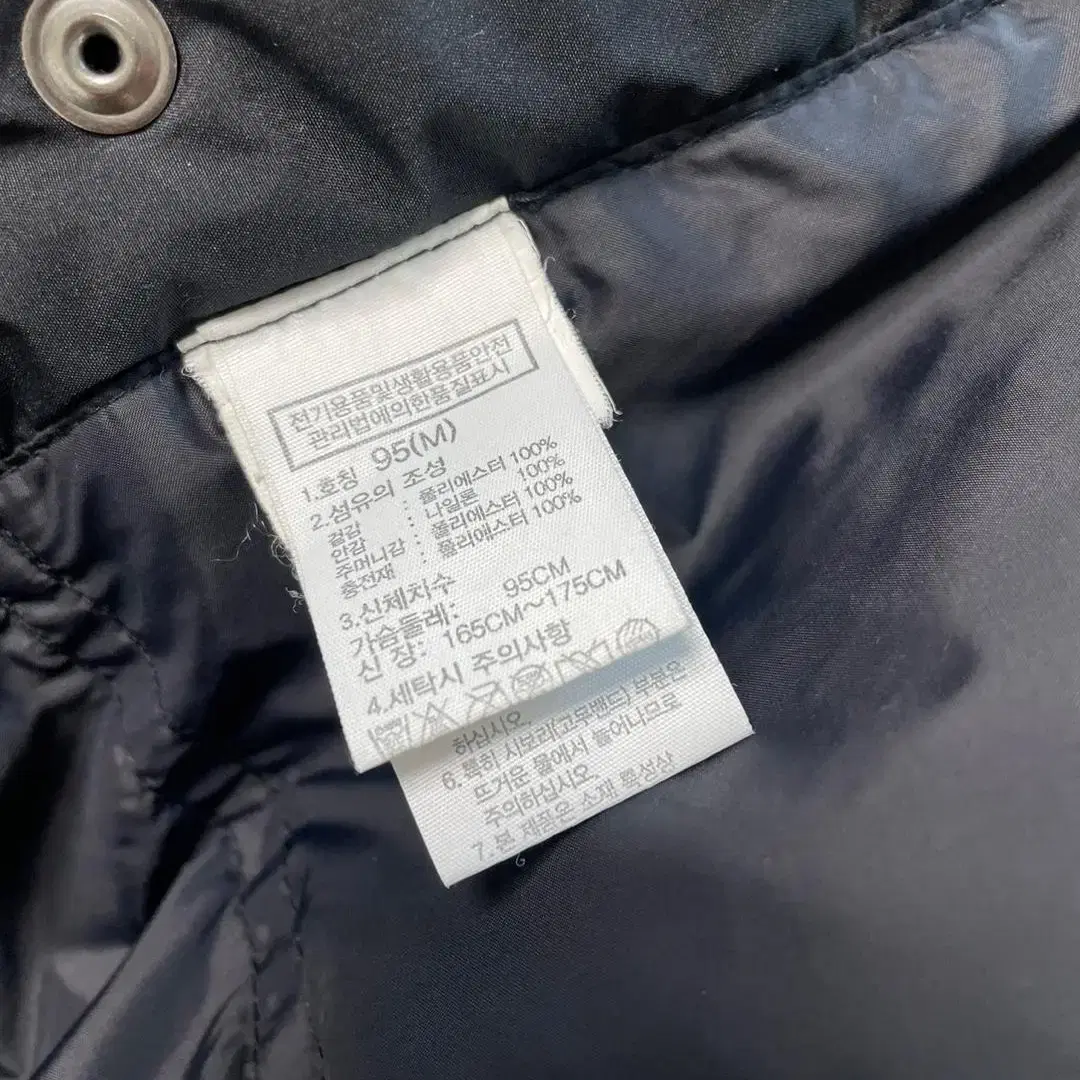 전기용품및생활용품안전
관리법에의한품질표시
1.호칭 95(M)
2.섬유의 조성
겉감 : 폴리에스터 100%
안감 : 나일론 100%
주머니감 : 폴리에스터 100%
충전재 : 폴리에스터 100%
3.신체치수
가슴둘레: 95CM
신 장: 165CM~175CM
4.세탁시 주의사항
하십시오.
6.특히 시보리(고무밴드) 부분은
뜨거운 물에서 늘어나므로
주의하십시오.
7.본 제품은 소재 특성상